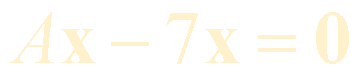 Ax − 7x = 0